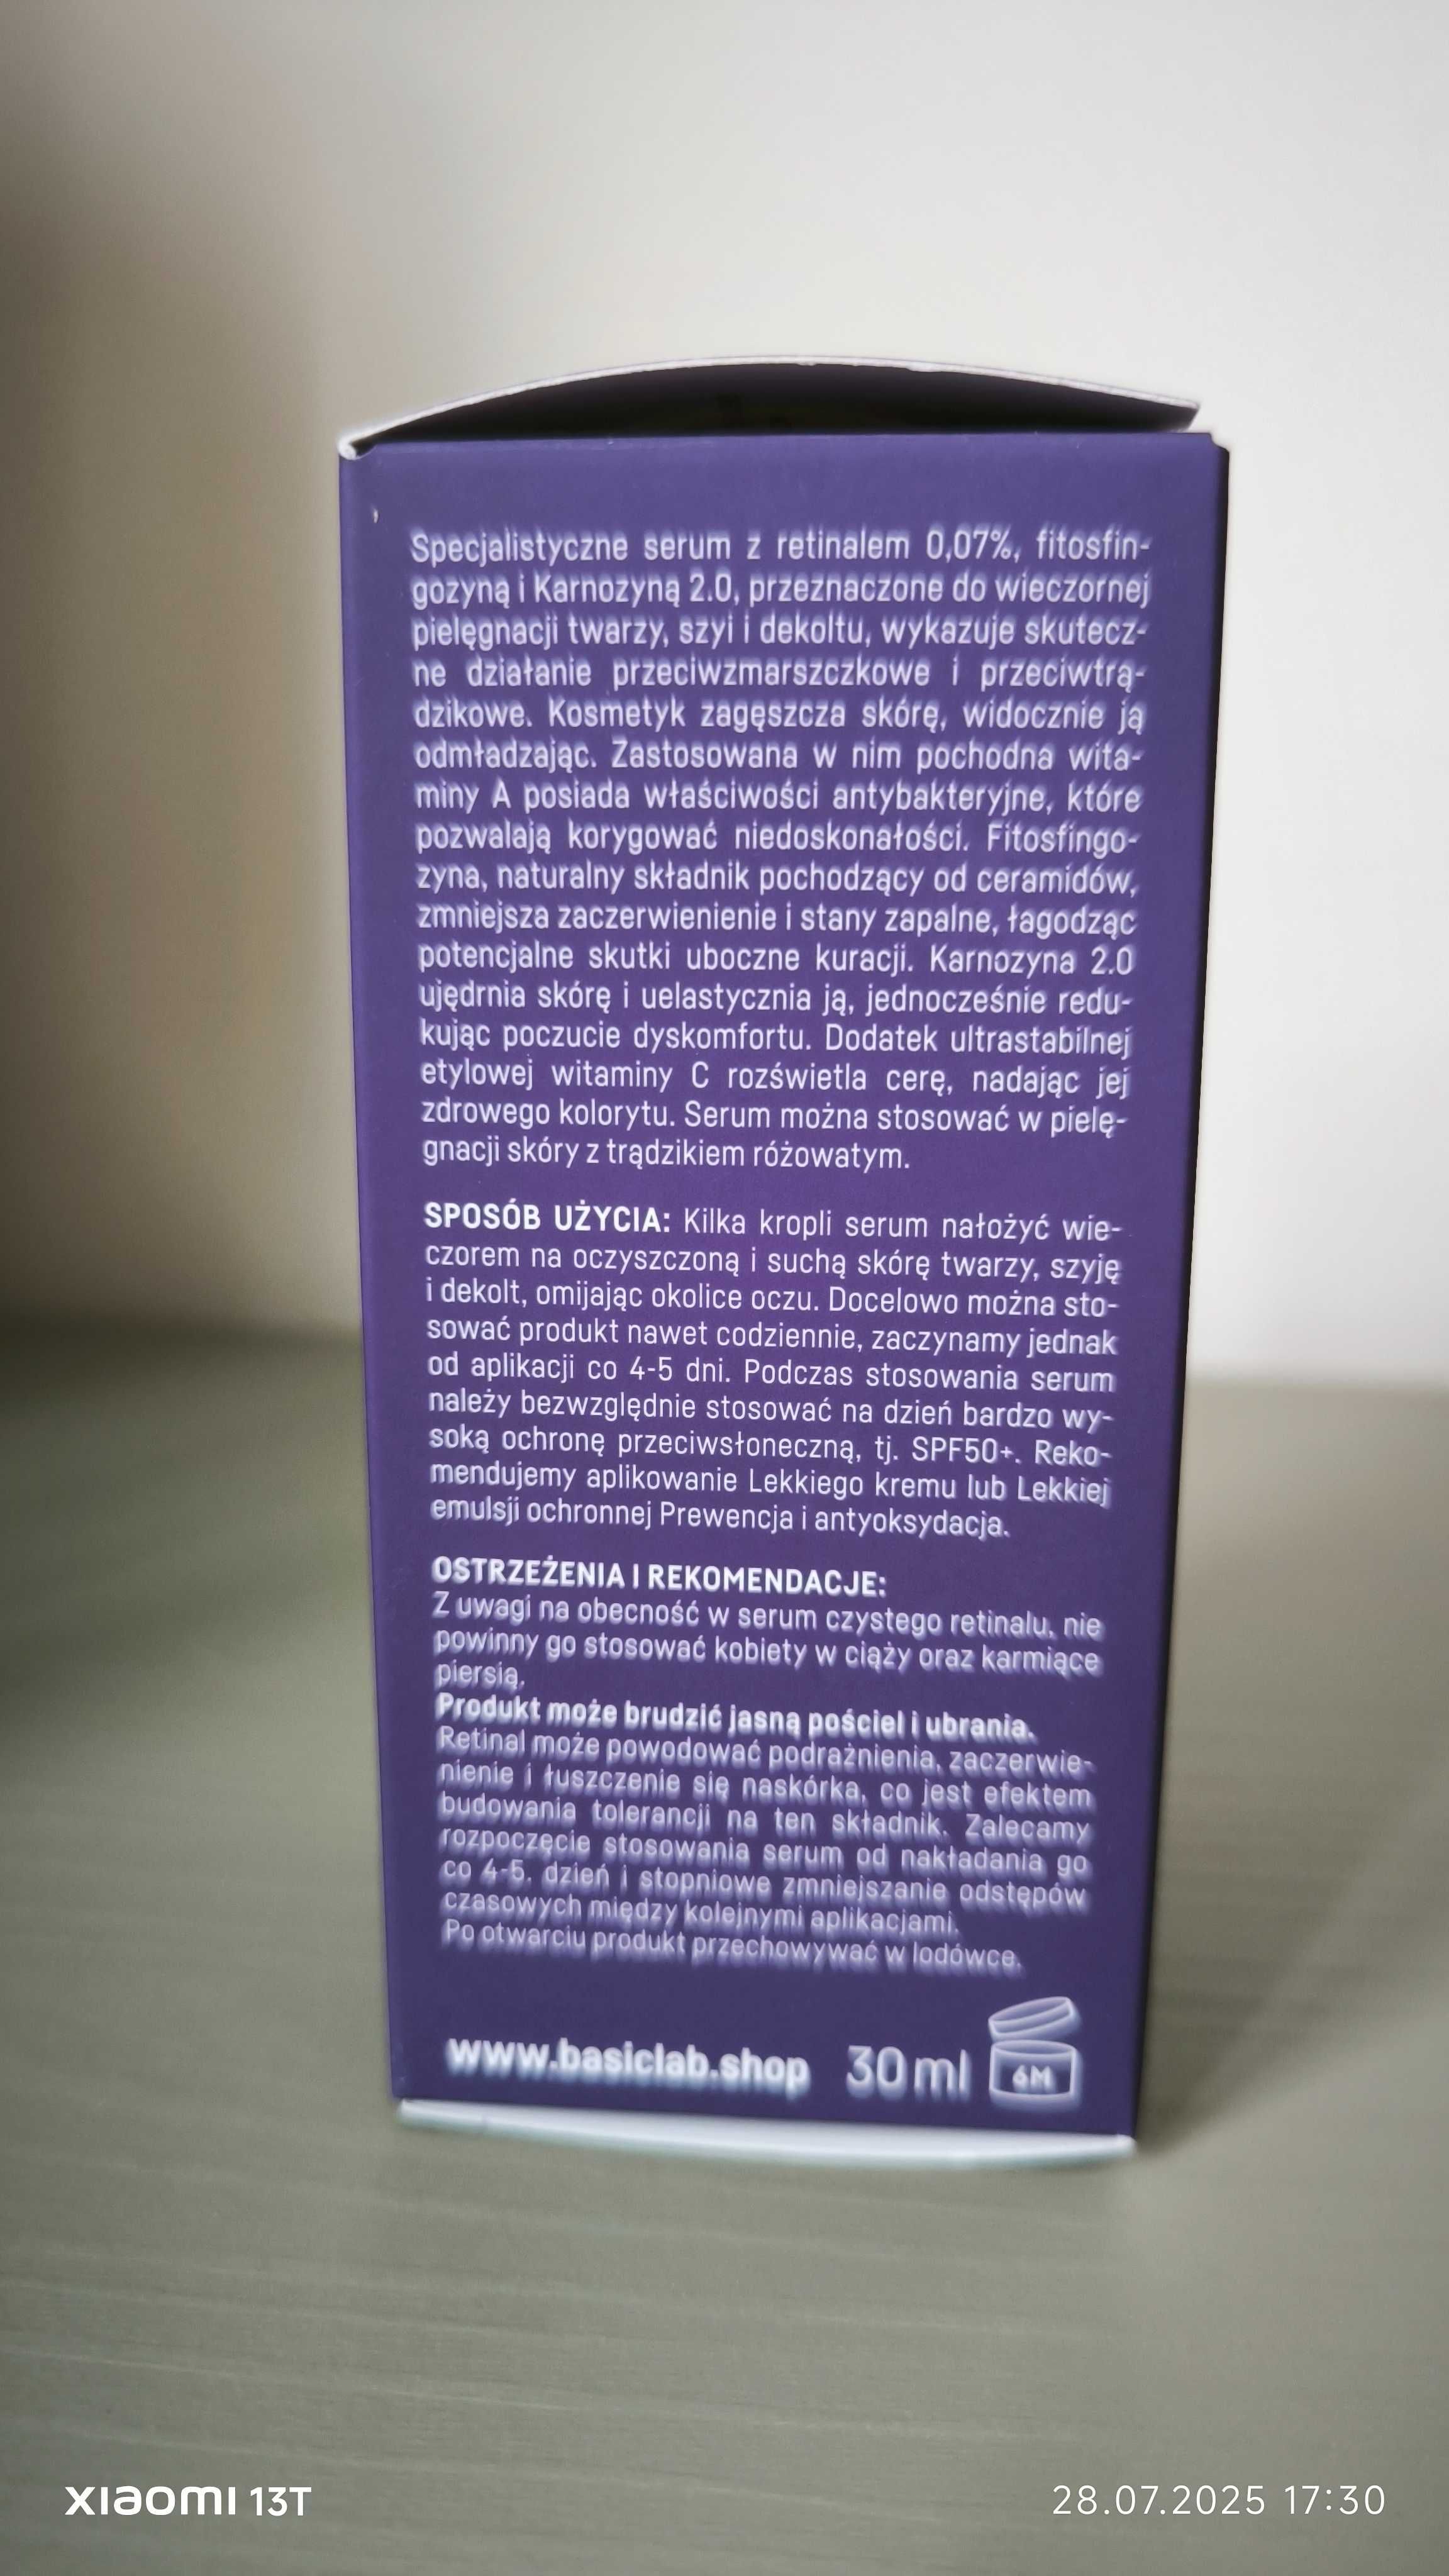 Specjalistyczne serum z retinalem 0,07%, fitosfin-
gozyną i Karnozyną 2.0, przeznaczone do wieczornej
pielęgnacji twarzy, szyi i dekoltu, wykazuje skutecz-
ne działanie przeciwzmarszczkowe i przeciwtrą-
dzikowe. Kosmetyk zagęszcza skórę, widocznie ją
odmładzając. Zastosowana w nim pochodna wita-
miny A posiada właściwości antybakteryjne, które
pozwalają korygować niedoskonałości. Fitosfingo-
zyna, naturalny składnik pochodzący od ceramidów,
zmniejsza zaczerwienienie i stany zapalne, łagodząc
potencjalne skutki uboczne kuracji. Karnozyna 2.0
ujędrnia skórę i uelastycznia ją, jednocześnie redu-
kując poczucie dyskomfortu. Dodatek ultrastabilnej
etylowej witaminy C rozświetla cerę, nadając jej
zdrowego kolorytu. Serum można stosować w pielę-
gnacji skóry z trądzikiem różowatym.
SPOSÓB UŻYCIA: Kilka kropli serum nałożyć wie-
czorem na oczyszczoną i suchą skórę twarzy, szyję
i dekolt, omijając okolice oczu. Docelowo można sto-
sować produkt nawet codziennie, zaczynamy jednak
od aplikacji co 4-5 dni. Podczas stosowania serum
należy bezwzględnie stosować na dzień bardzo wy-
soką ochronę przeciwsłoneczną, tj. SPF50+. Reko-
mendujemy aplikowanie Lekkiego kremu lub Lekkiej
emulsji ochronnej Prewencja i antyoksydacja.
OSTRZEŻENIA I REKOMENDACJE:
Z uwagi na obecność w serum czystego retinalu, nie
powinny go stosować kobiety w ciąży oraz karmiące
piersią.
Produkt może brudzić jasną pościel i ubrania.
Retinal może powodować podrażnienia, zaczerwie-
nienie i łuszczenie się naskórka, co jest efektem
budowania tolerancji na ten składnik. Zalecamy
rozpoczęcie stosowania serum od nakładania go
co 4-5. dzień i stopniowe zmniejszanie odstępów
czasowych między kolejnymi aplikacjami.
Po otwarciu produkt przechowywać w lodówce.
www.basiclab.shop 30 ml 6M
xiaomi 13T 28.07.2025 17:30